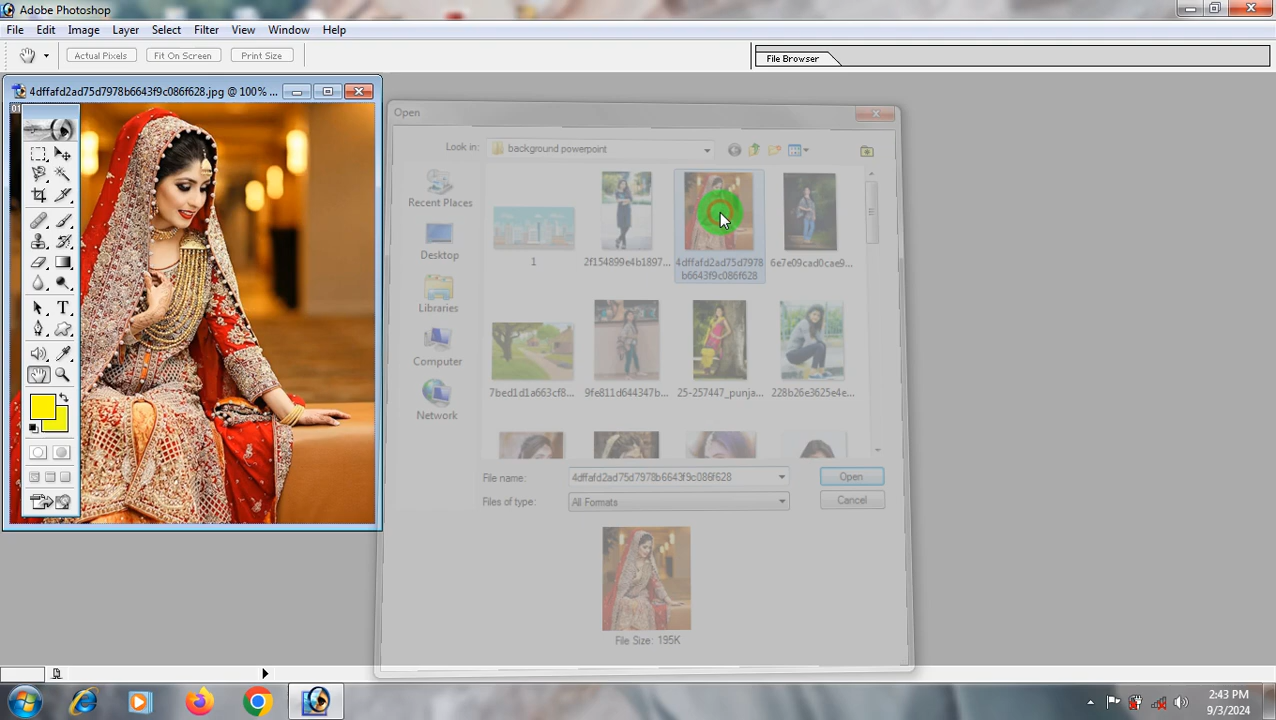 Adobe Photoshop
File Edit Image Layer Select Filter View Window Help
Actual Pixels Fit On Screen Print Size
File Browser
4dffafd2ad75d7978b6643f9c086f628.jpg @ 100% ...
01
Open
Look in: background powerpoint
Recent Places
Desktop
Libraries
Computer
Network
1 2f154899e4b1897... 4dffafd2ad75d7978
b6643f9c086f628 6e7e09cad0cae9...
7bed1d1a663cf8... 9fe811d644347b... 25-257447_punja... 228b26e3625e4e...
File name: 4dffafd2ad75d7978b6643f9c086f628 Open
Files of type: All Formats Cancel
File Size: 195K
2:43 PM
9/3/2024